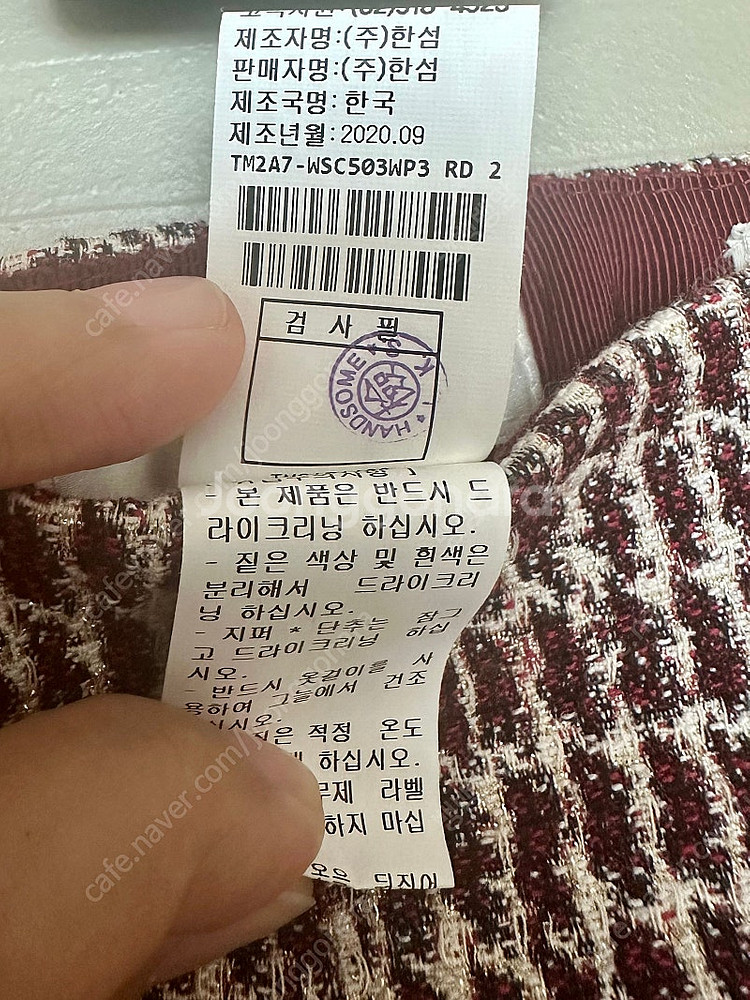 제조자명:(주)한섬
판매자명:(주)한섬
제조국명: 한국
제조년월: 2020.09
TM2A7-WSC503WP3 RD 2
검 사 필
HANDSOME
- 본 제품은 반드시 드
라이크리닝 하십시오.
- 짙은 색상 및 흰색은
분리해서 드라이크리
닝 하십시오.
- 지퍼 * 단추는 잠그
고 드라이크리닝 하십
시오.
- 반드시 옷걸이를 사
용하여 그늘에서 건조
하십시오.
은 적정 온도
하십시오.
라벨
하지 마십
cafe.naver.com